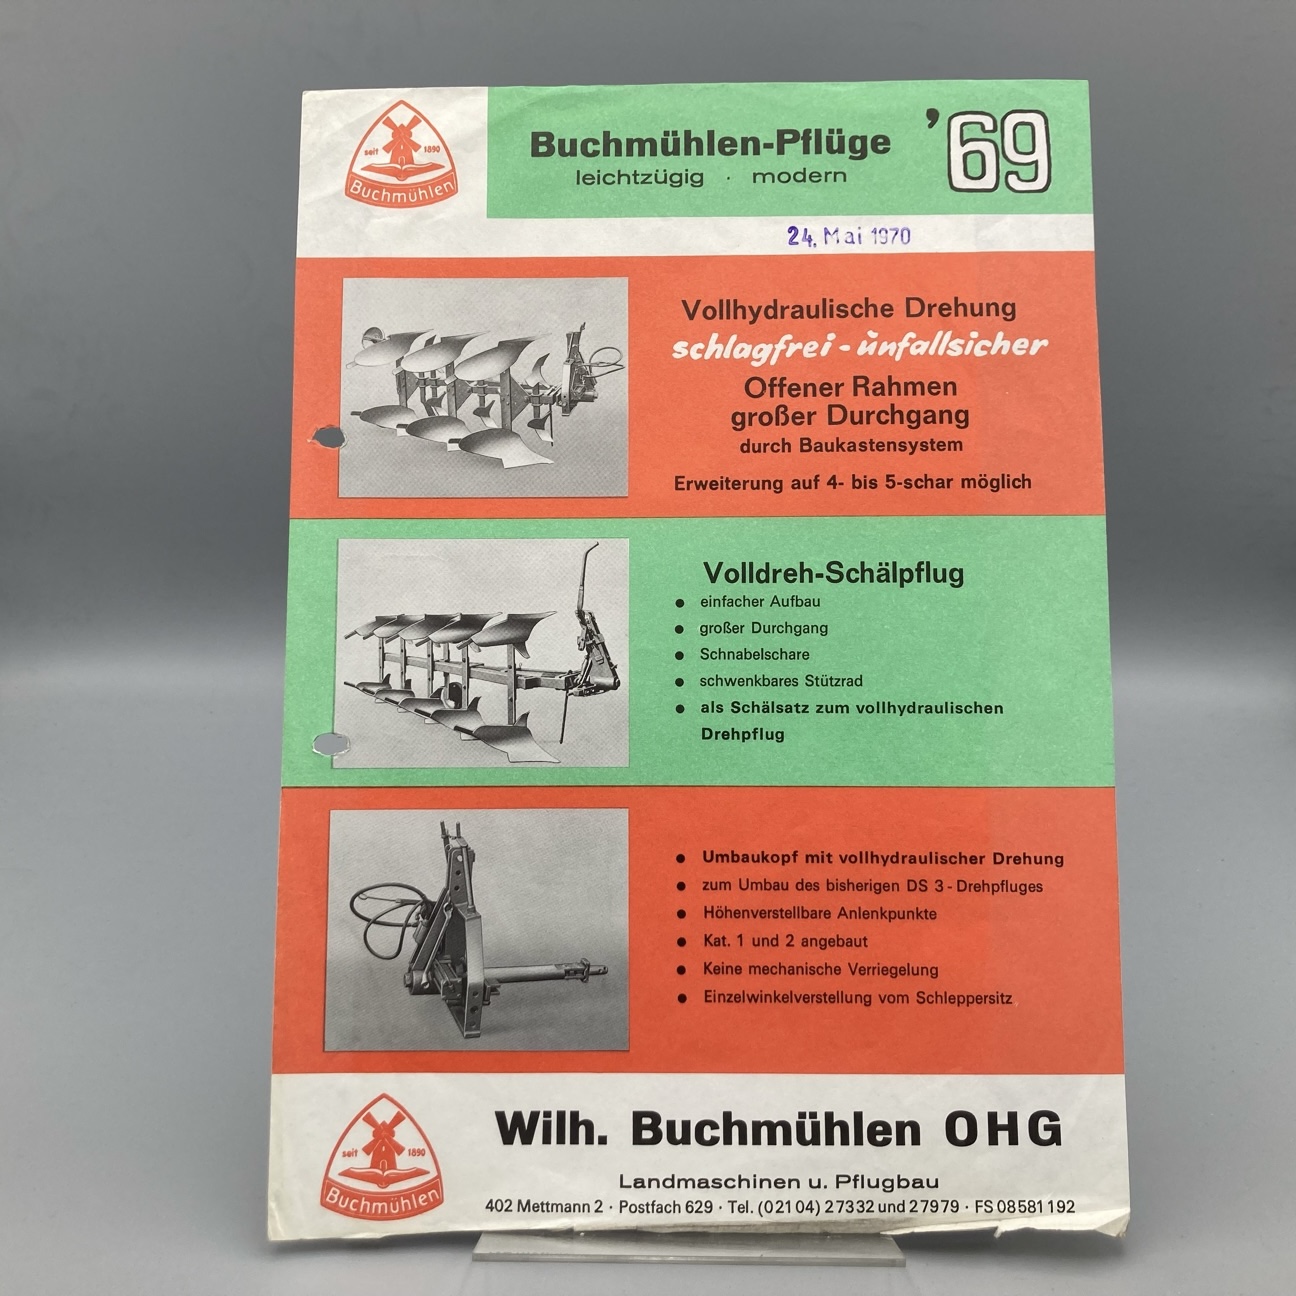 seit 1890
Buchmühlen
Buchmühlen-Pflüge
leichtzügig · modern
'69
24. Mai 1970
Vollhydraulische Drehung
schlagfrei - unfallsicher
Offener Rahmen
großer Durchgang
durch Baukastensystem
Erweiterung auf 4- bis 5-schar möglich
Volldreh-Schälpflug
● einfacher Aufbau
● großer Durchgang
● Schnabelschare
● schwenkbares Stützrad
● als Schälsatz zum vollhydraulischen
Drehpflug
● Umbaukopf mit vollhydraulischer Drehung
● zum Umbau des bisherigen DS 3 - Drehpfluges
● Höhenverstellbare Anlenkpunkte
● Kat. 1 und 2 angebaut
● Keine mechanische Verriegelung
● Einzelwinkelverstellung vom Schleppersitz
seit 1890
Buchmühlen
Wilh. Buchmühlen OHG
Landmaschinen u. Pflugbau
402 Mettmann 2 · Postfach 629 · Tel. (02104) 27332 und 27979 · FS 08581192